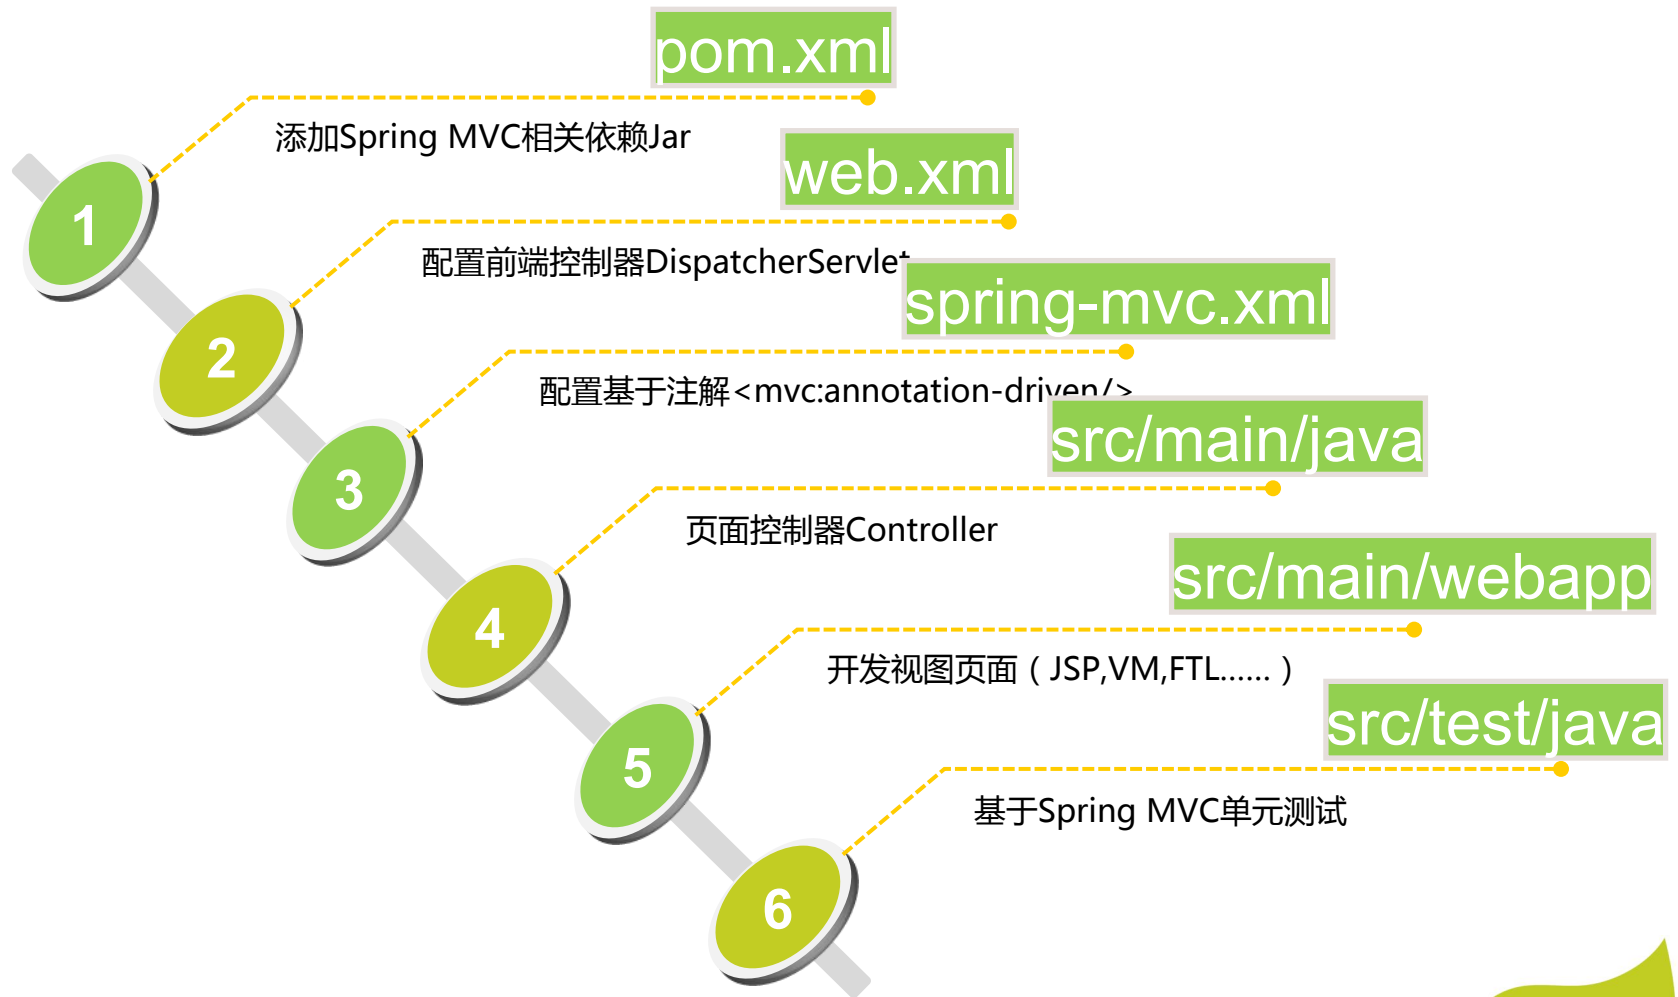 pom.xml
添加Spring MVC相关依赖Jar
1
web.xml
配置前端控制器DispatcherServlet
2
spring-mvc.xml
配置基于注解<mvc:annotation-driven/>
3
src/main/java
页面控制器Controller
4
src/main/webapp
开发视图页面（JSP,VM,FTL......）
5
src/test/java
基于Spring MVC单元测试
6